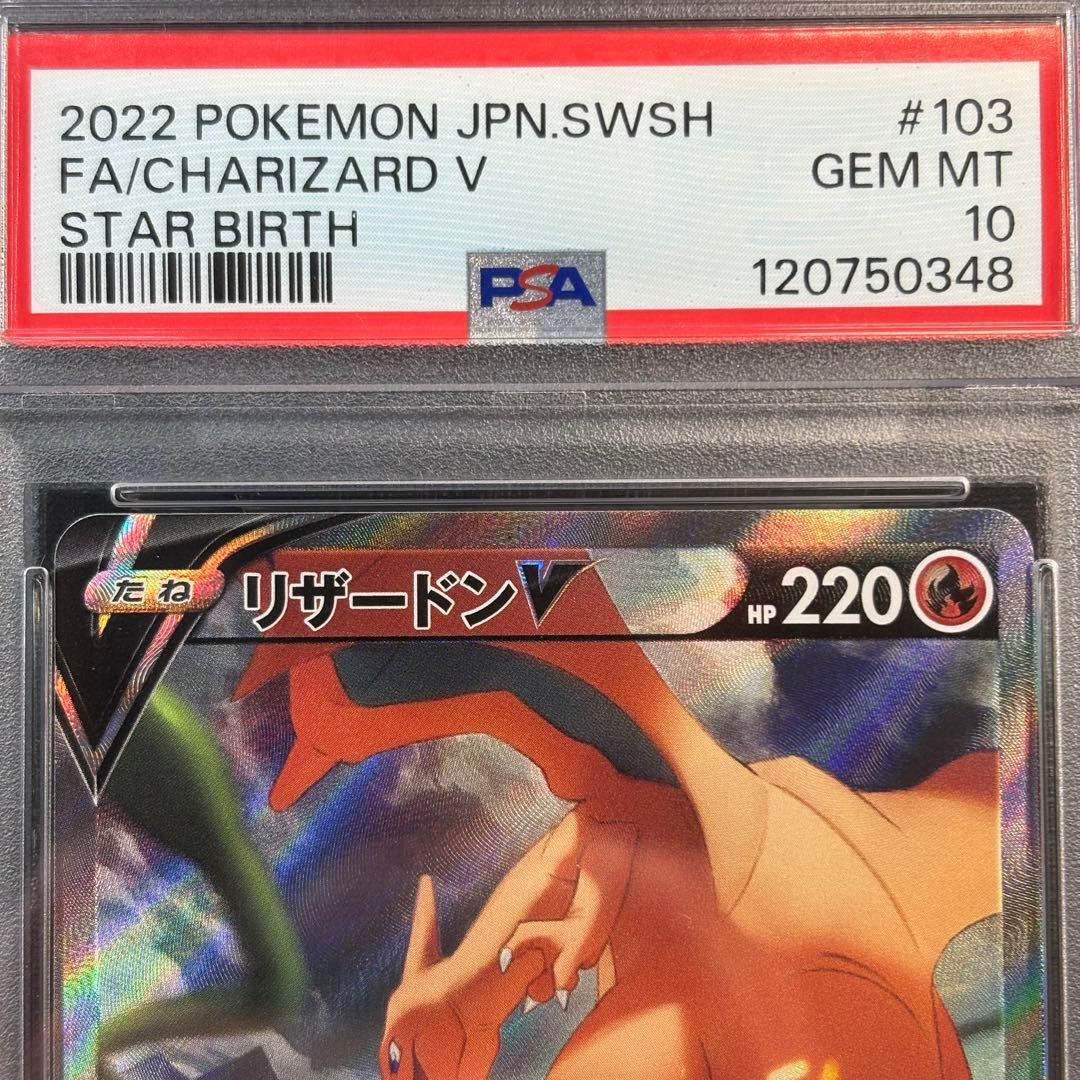 2022 POKEMON JPN.SWSH #103
FA/CHARIZARD V GEM MT
STAR BIRTH 10
PSA 120750348
たね リザードンV HP 220